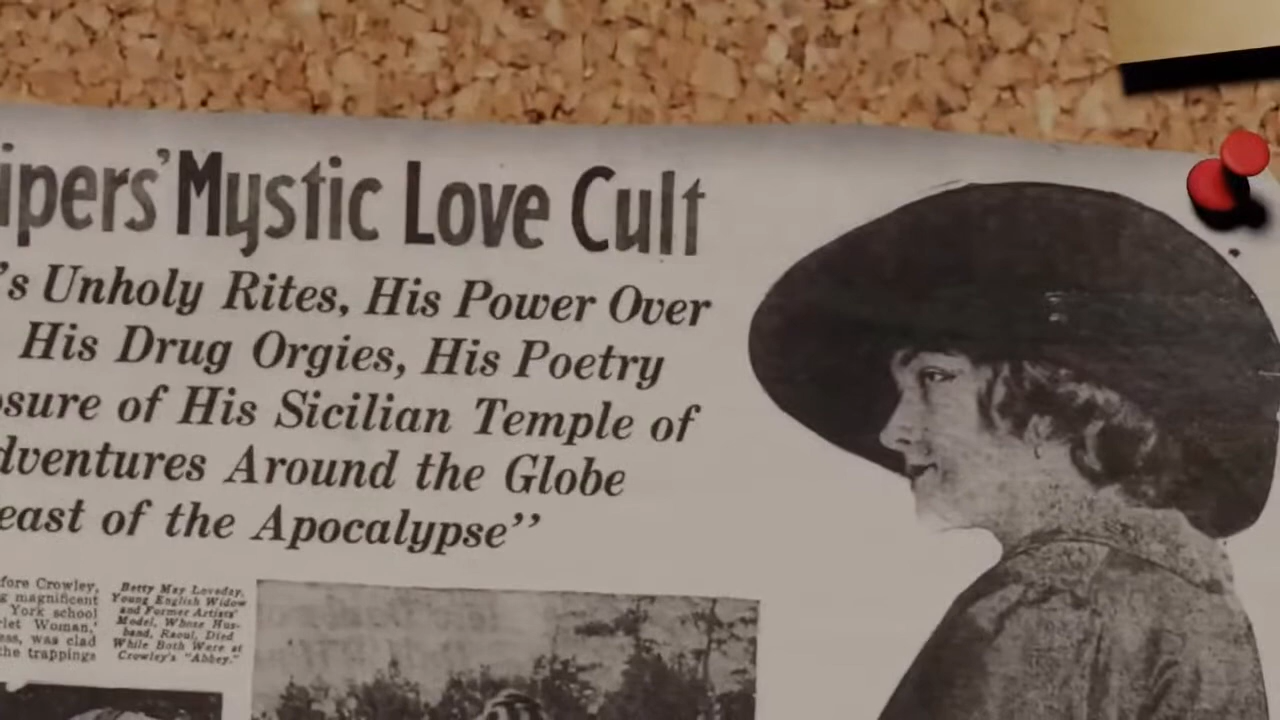 ipers' Mystic Love Cult
's Unholy Rites, His Power Over
His Drug Orgies, His Poetry
sure of His Sicilian Temple of
dventures Around the Globe
east of the Apocalypse”
fore Crowley,
g magnificent
York school
let Woman,'
ess, was clad
the trappings
Betty May Loveday,
Young English Widow
and Former Artists'
Model, Whose Hus-
band, Raoul, Died
While Both Were at
Crowley's "Abbey."